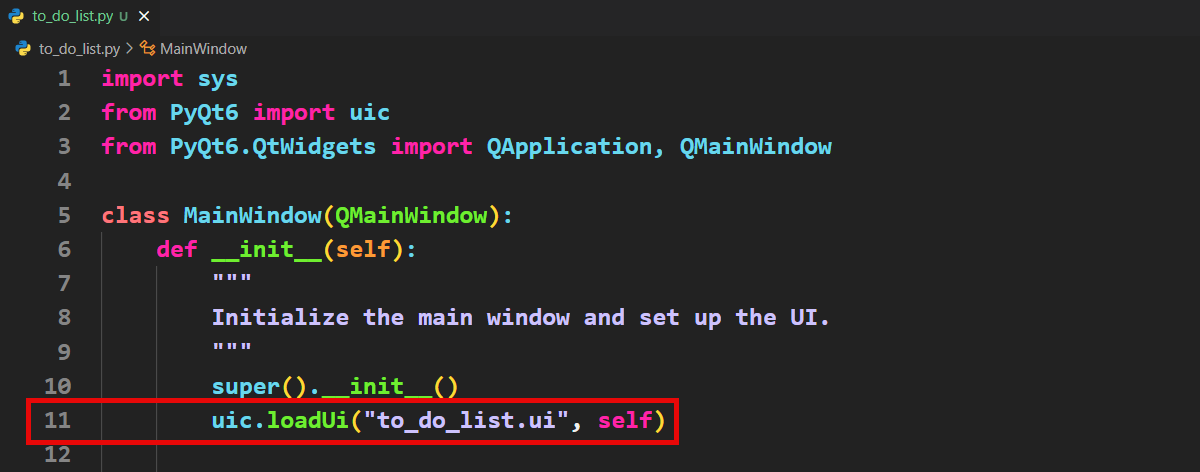 to_do_list.py U
to_do_list.py > MainWindow
1 import sys
2 from PyQt6 import uic
3 from PyQt6.QtWidgets import QApplication, QMainWindow
4
5 class MainWindow(QMainWindow):
6     def __init__(self):
7         """
8         Initialize the main window and set up the UI.
9         """
10         super().__init__()
11         uic.loadUi("to_do_list.ui", self)
12